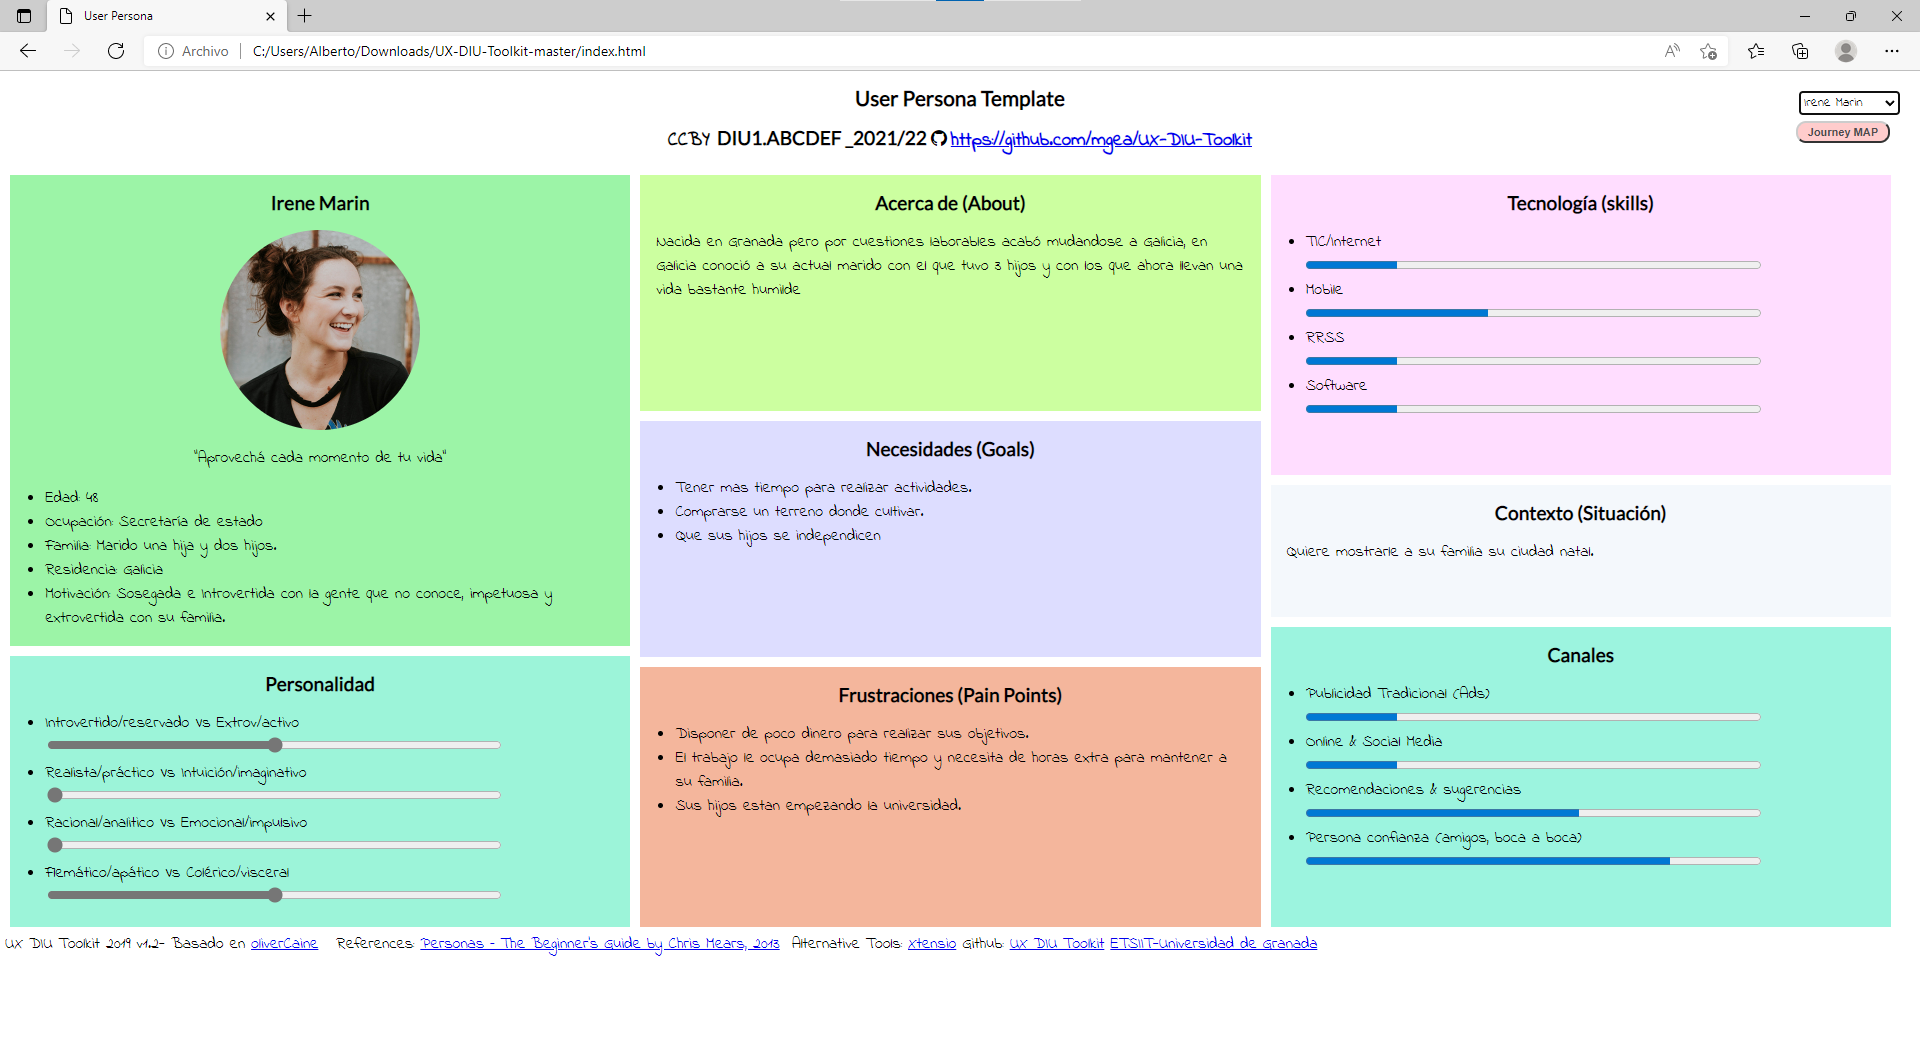 User Persona
Archivo
C:/Users/Alberto/Downloads/UX-DIU-Toolkit-master/index.html
User Persona Template
Irene Marin
CCBY DIU1.ABCDEF_2021/22 https://github.com/mgea/UX-DIU-Toolkit
Journey MAP
Irene Marin
"Aprovechá cada momento de tu vida"
Edad: 48
Ocupación: Secretaría de estado
Familia: Marido una hija y dos hijos.
Residencia: Galicia
Motivación: Sosegada e Introvertida con la gente que no conoce, impetuosa y
extrovertida con su familia.
Personalidad
Introvertido/reservado Vs Extrov/activo
Realista/práctico Vs Intuición/imaginativo
Racional/analítico Vs Emocional/impulsivo
Flemático/apático Vs Colérico/visceral
Acerca de (About)
Nacida en Granada pero por cuestiones laborables acabó mudandose a Galicia, en
Galicia conoció a su actual marido con el que tuvo 3 hijos y con los que ahora llevan una
vida bastante humilde
Necesidades (Goals)
Tener mas tiempo para realizar actividades.
Comprarse un terreno donde cultivar.
Que sus hijos se independicen
Frustraciones (Pain Points)
Disponer de poco dinero para realizar sus objetivos.
El trabajo le ocupa demasiado tiempo y necesita de horas extra para mantener a
su familia.
Sus hijos estan empezando la universidad.
Tecnología (skills)
TIC/Internet
Mobile
RRSS
Software
Contexto (Situación)
Quiere mostrarle a su familia su ciudad natal.
Canales
Publicidad Tradicional (Ads)
Online & Social Media
Recomendaciones & sugerencias
Persona confianza (amigos, boca a boca)
UX DIU Toolkit 2019 v1.2- Basado en oliverCaine References: Personas - The Beginner's Guide by Chris Mears, 2013 Alternative Tools: Xtensio Github: UX DIU Toolkit ETSIIT-Universidad de Granada